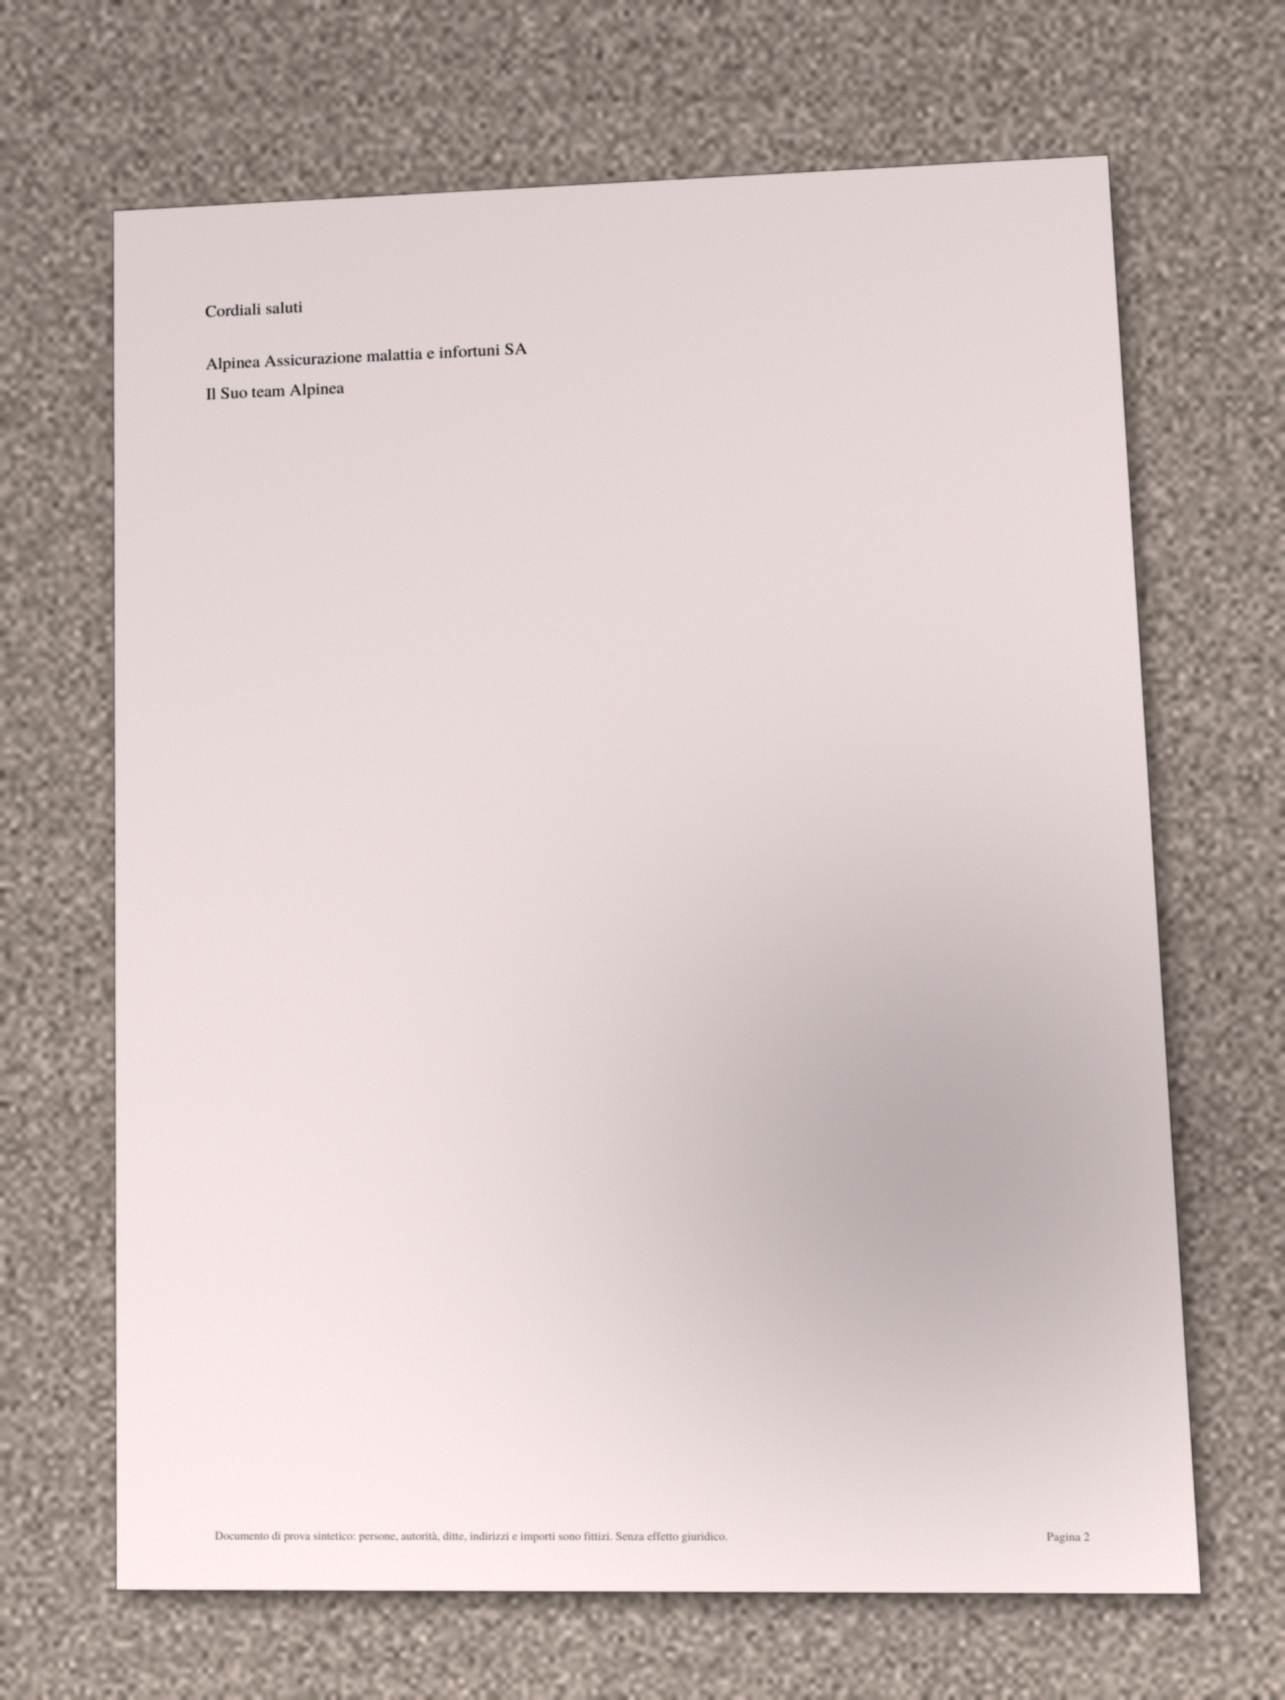 Cordiali saluti
Alpinea Assicurazione malattia e infortuni SA
Il Suo team Alpinea
Documento di prova sintetico: persone, autorità, ditte, indirizzi e importi sono fittizi. Senza effetto giuridico.
Pagina 2